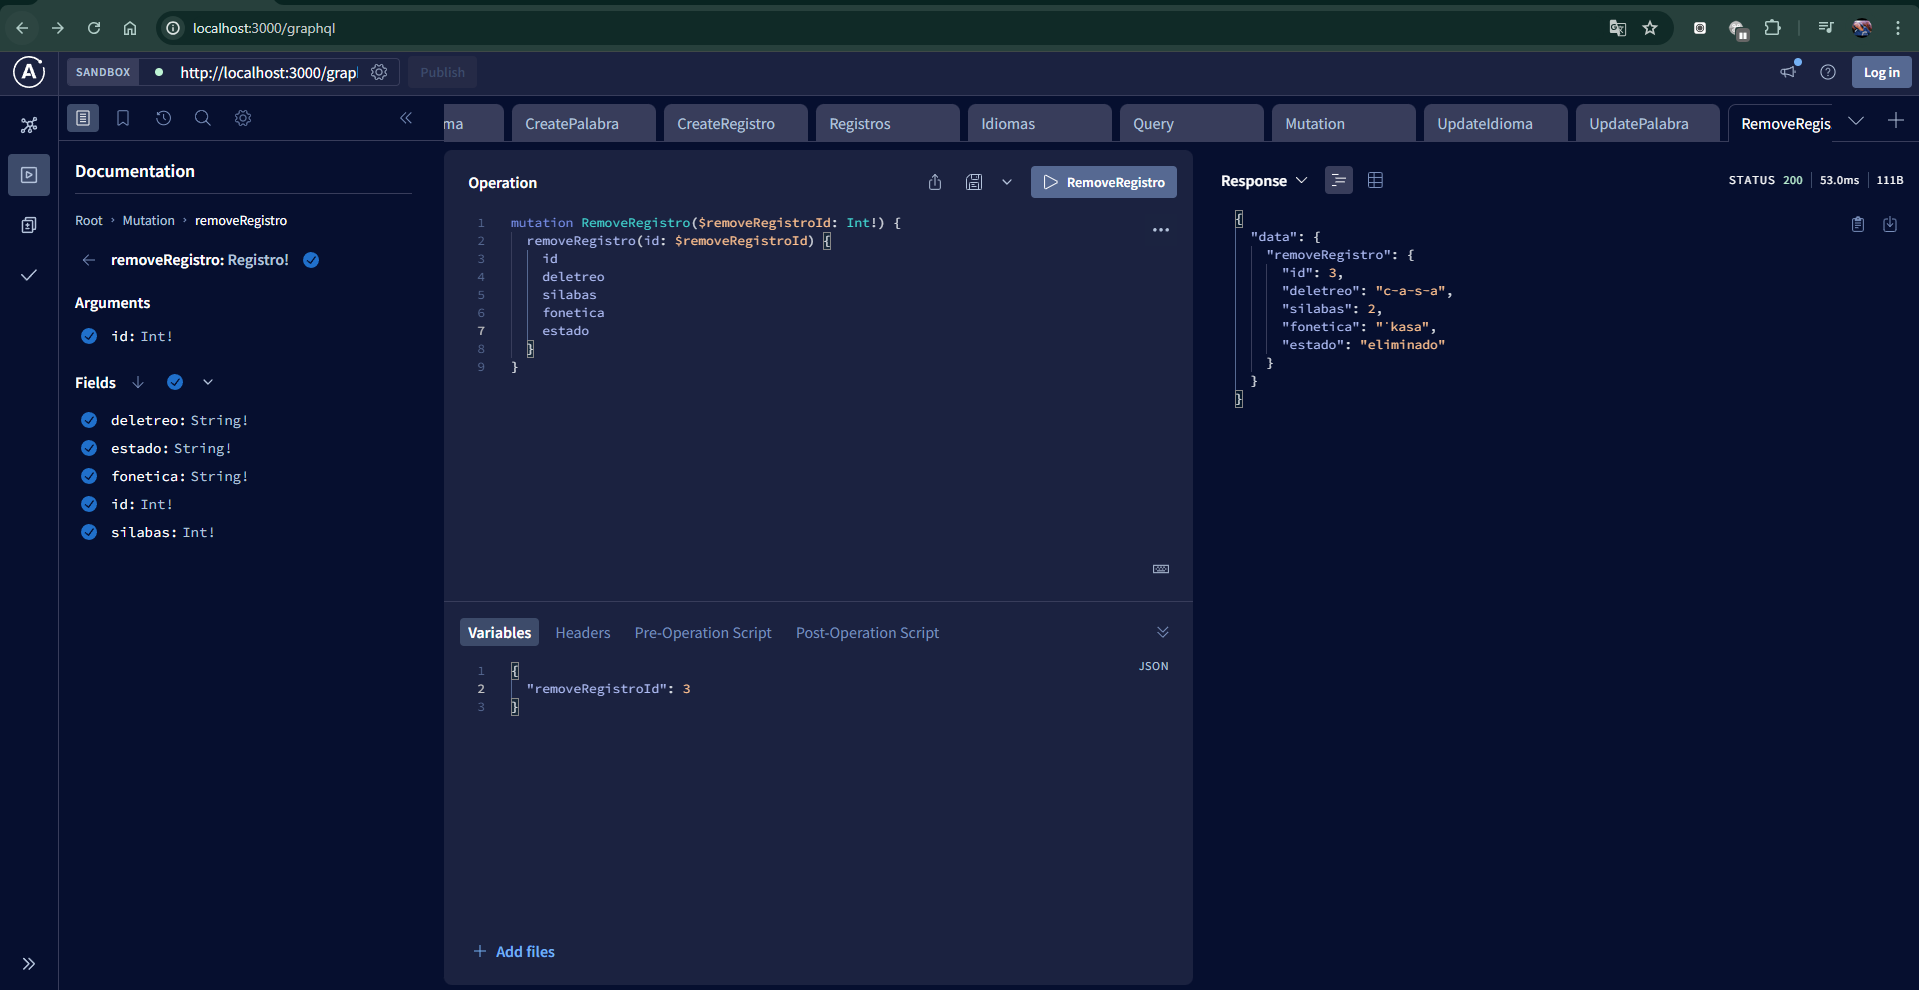 localhost:3000/graphql
SANDBOX http://localhost:3000/grap Publish Log in
ma CreatePalabra CreateRegistro Registros Idiomas Query Mutation UpdateIdioma UpdatePalabra RemoveRegis
Documentation
Root › Mutation › removeRegistro
removeRegistro: Registro!
Arguments
id: Int!
Fields
deletreo: String!
estado: String!
fonetica: String!
id: Int!
silabas: Int!
Operation
RemoveRegistro
1 mutation RemoveRegistro($removeRegistroId: Int!) {
2 removeRegistro(id: $removeRegistroId) {
3 id
4 deletreo
5 silabas
6 fonetica
7 estado
8 }
9 }
Variables Headers Pre-Operation Script Post-Operation Script
JSON
1 {
2 "removeRegistroId": 3
3 }
Add files
Response
STATUS 200 53.0ms 111B
{
"data": {
"removeRegistro": {
"id": 3,
"deletreo": "c-a-s-a",
"silabas": 2,
"fonetica": "˙kasa",
"estado": "eliminado"
}
}
}